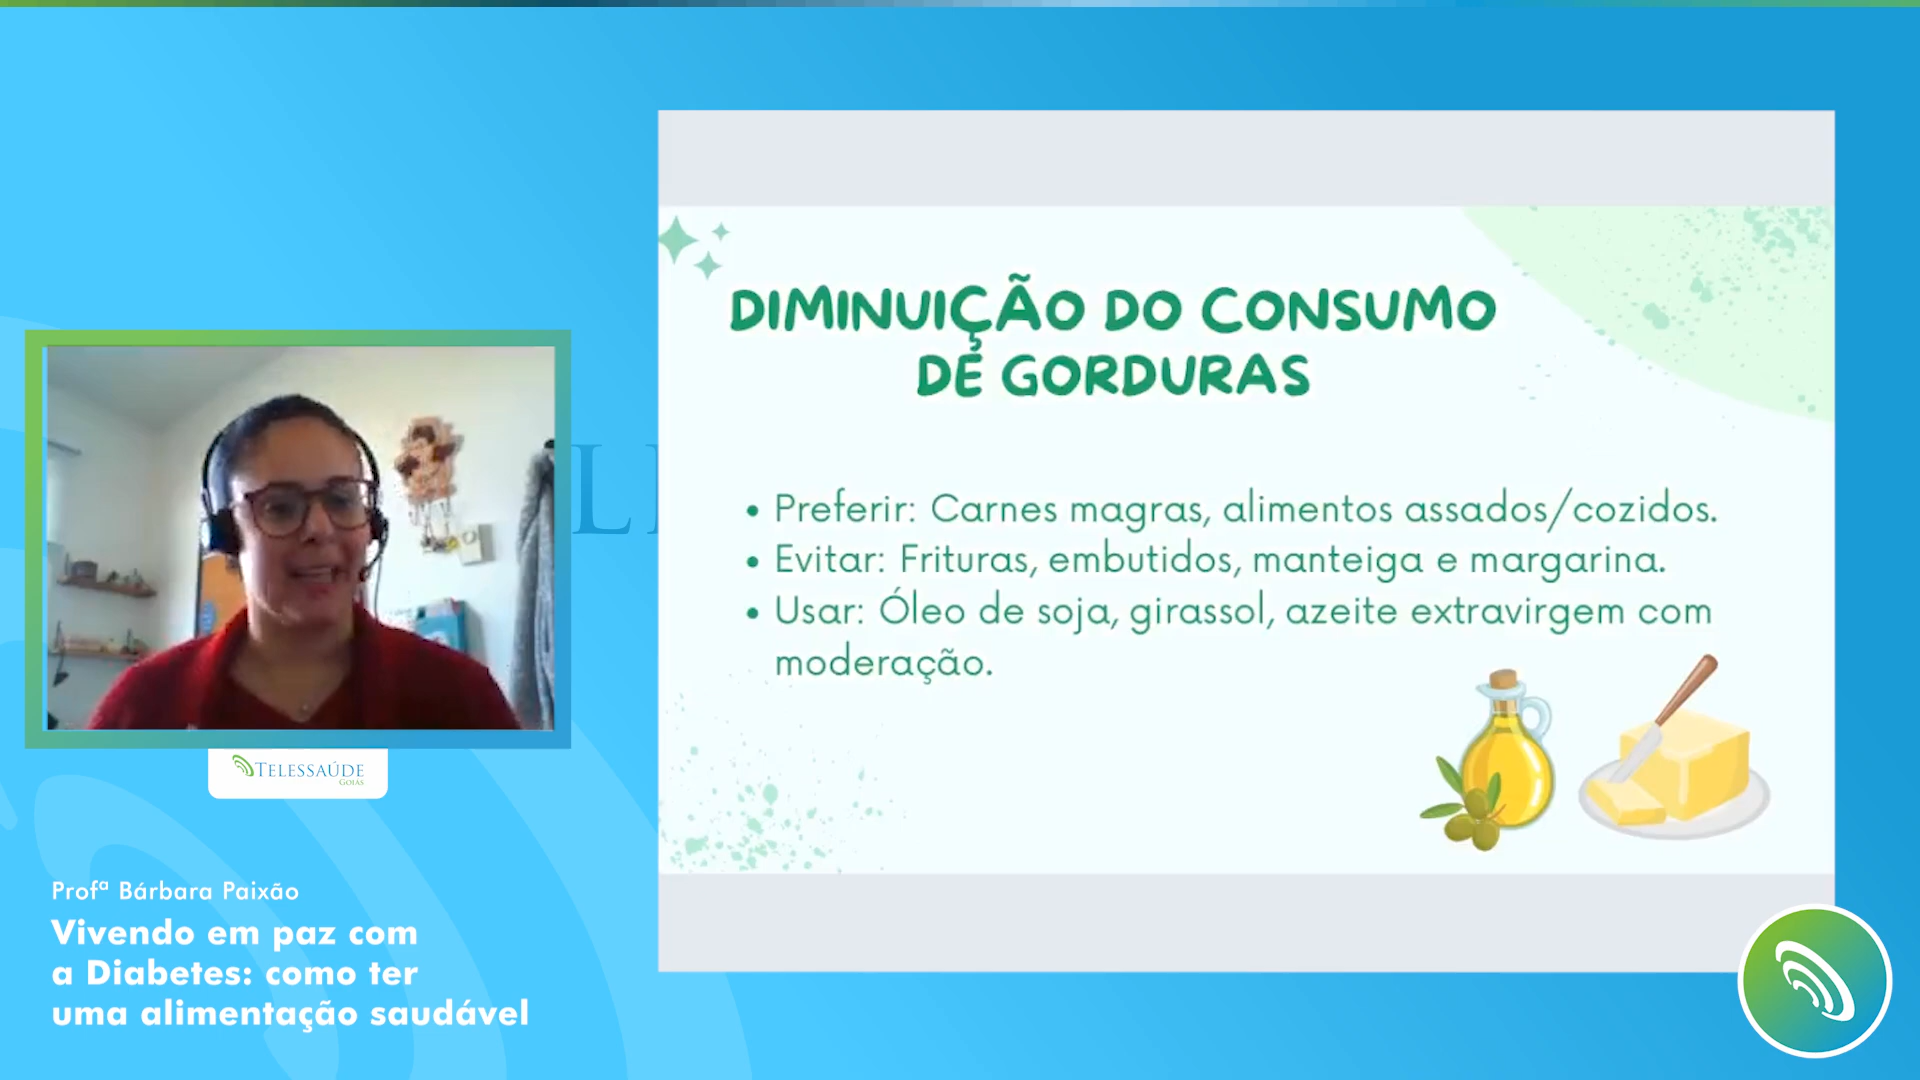 DIMINUIÇÃO DO CONSUMO
DE GORDURAS
• Preferir: Carnes magras, alimentos assados/cozidos.
• Evitar: Frituras, embutidos, manteiga e margarina.
• Usar: Óleo de soja, girassol, azeite extravirgem com
moderação.
TELESSAÚDE
GOIÁS
Profª Bárbara Paixão
Vivendo em paz com
a Diabetes: como ter
uma alimentação saudável